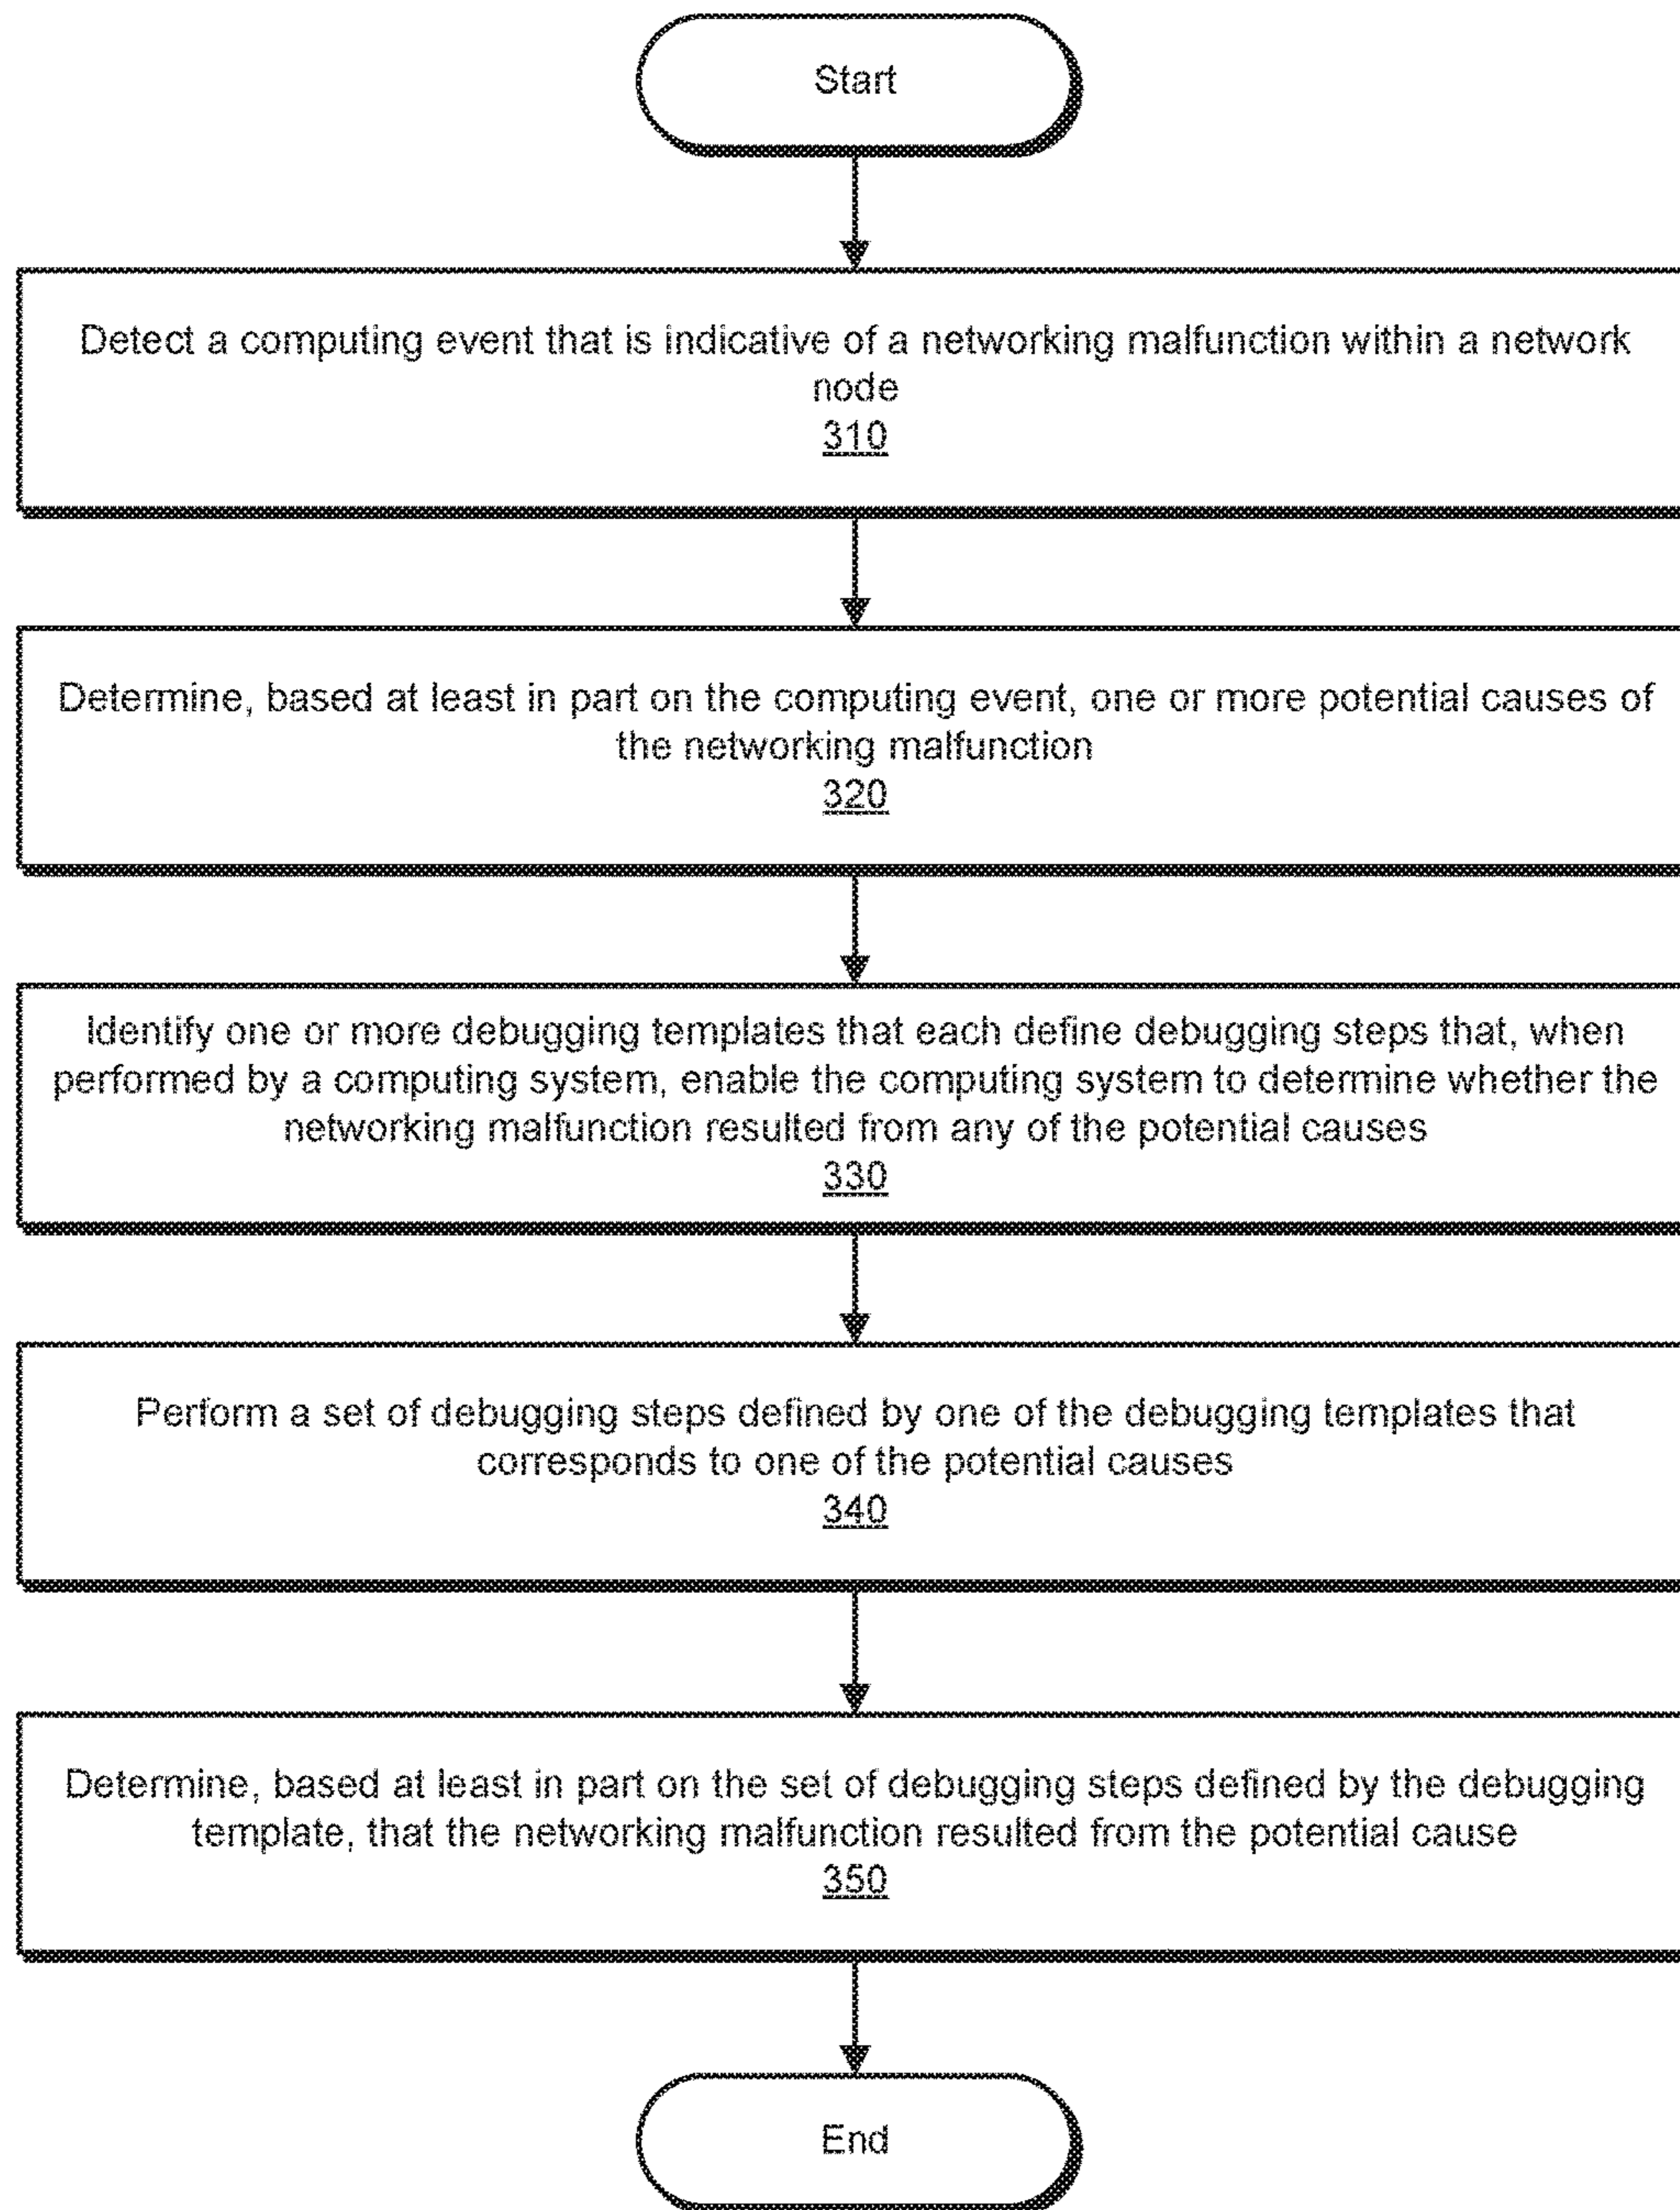 Start
Detect a computing event that is indicative of a networking malfunction within a network
node
310
Determine, based at least in part on the computing event, one or more potential causes of
the networking malfunction
320
Identify one or more debugging templates that each define debugging steps that, when
performed by a computing system, enable the computing system to determine whether the
networking malfunction resulted from any of the potential causes
330
Perform a set of debugging steps defined by one of the debugging templates that
corresponds to one of the potential causes
340
Determine, based at least in part on the set of debugging steps defined by the debugging
template, that the networking malfunction resulted from the potential cause
350
End